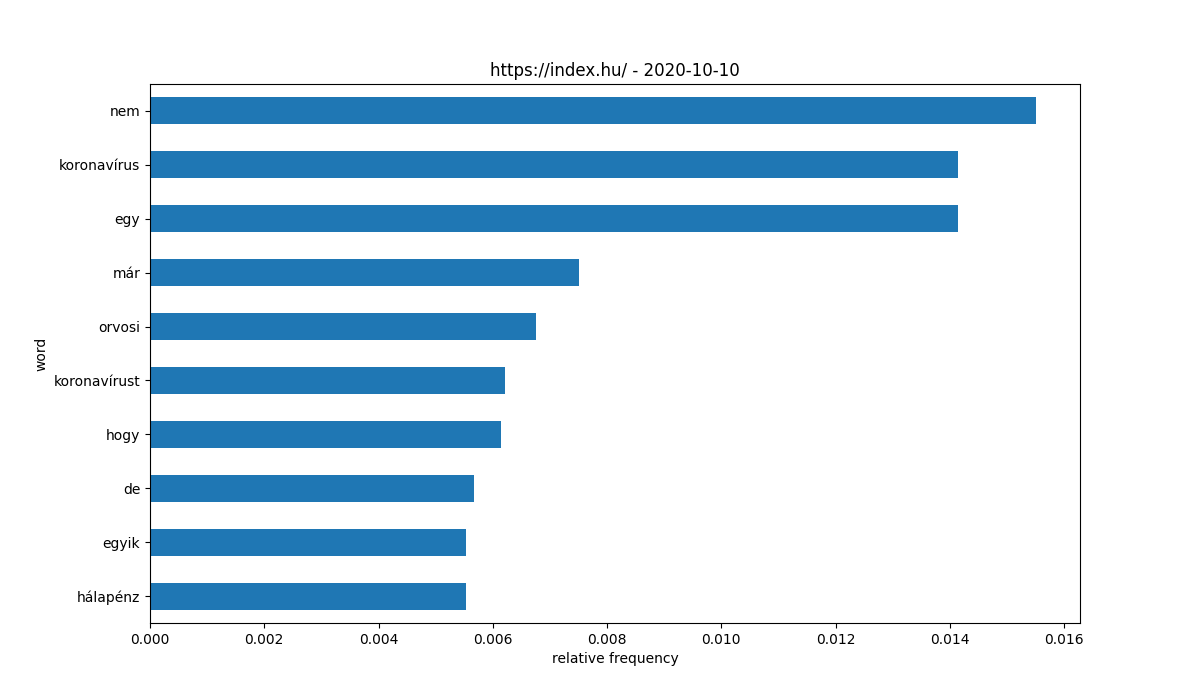 https://index.hu/ - 2020-10-10
nem
koronavírus
egy
már
orvosi
koronavírust
hogy
de
egyik
hálapénz
word
0.000 0.002 0.004 0.006 0.008 0.010 0.012 0.014 0.016
relative frequency